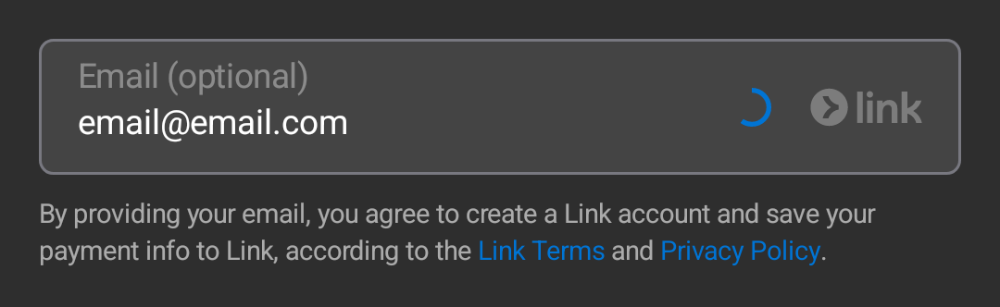 Email (optional)
email@email.com
link
By providing your email, you agree to create a Link account and save your
payment info to Link, according to the Link Terms and Privacy Policy.